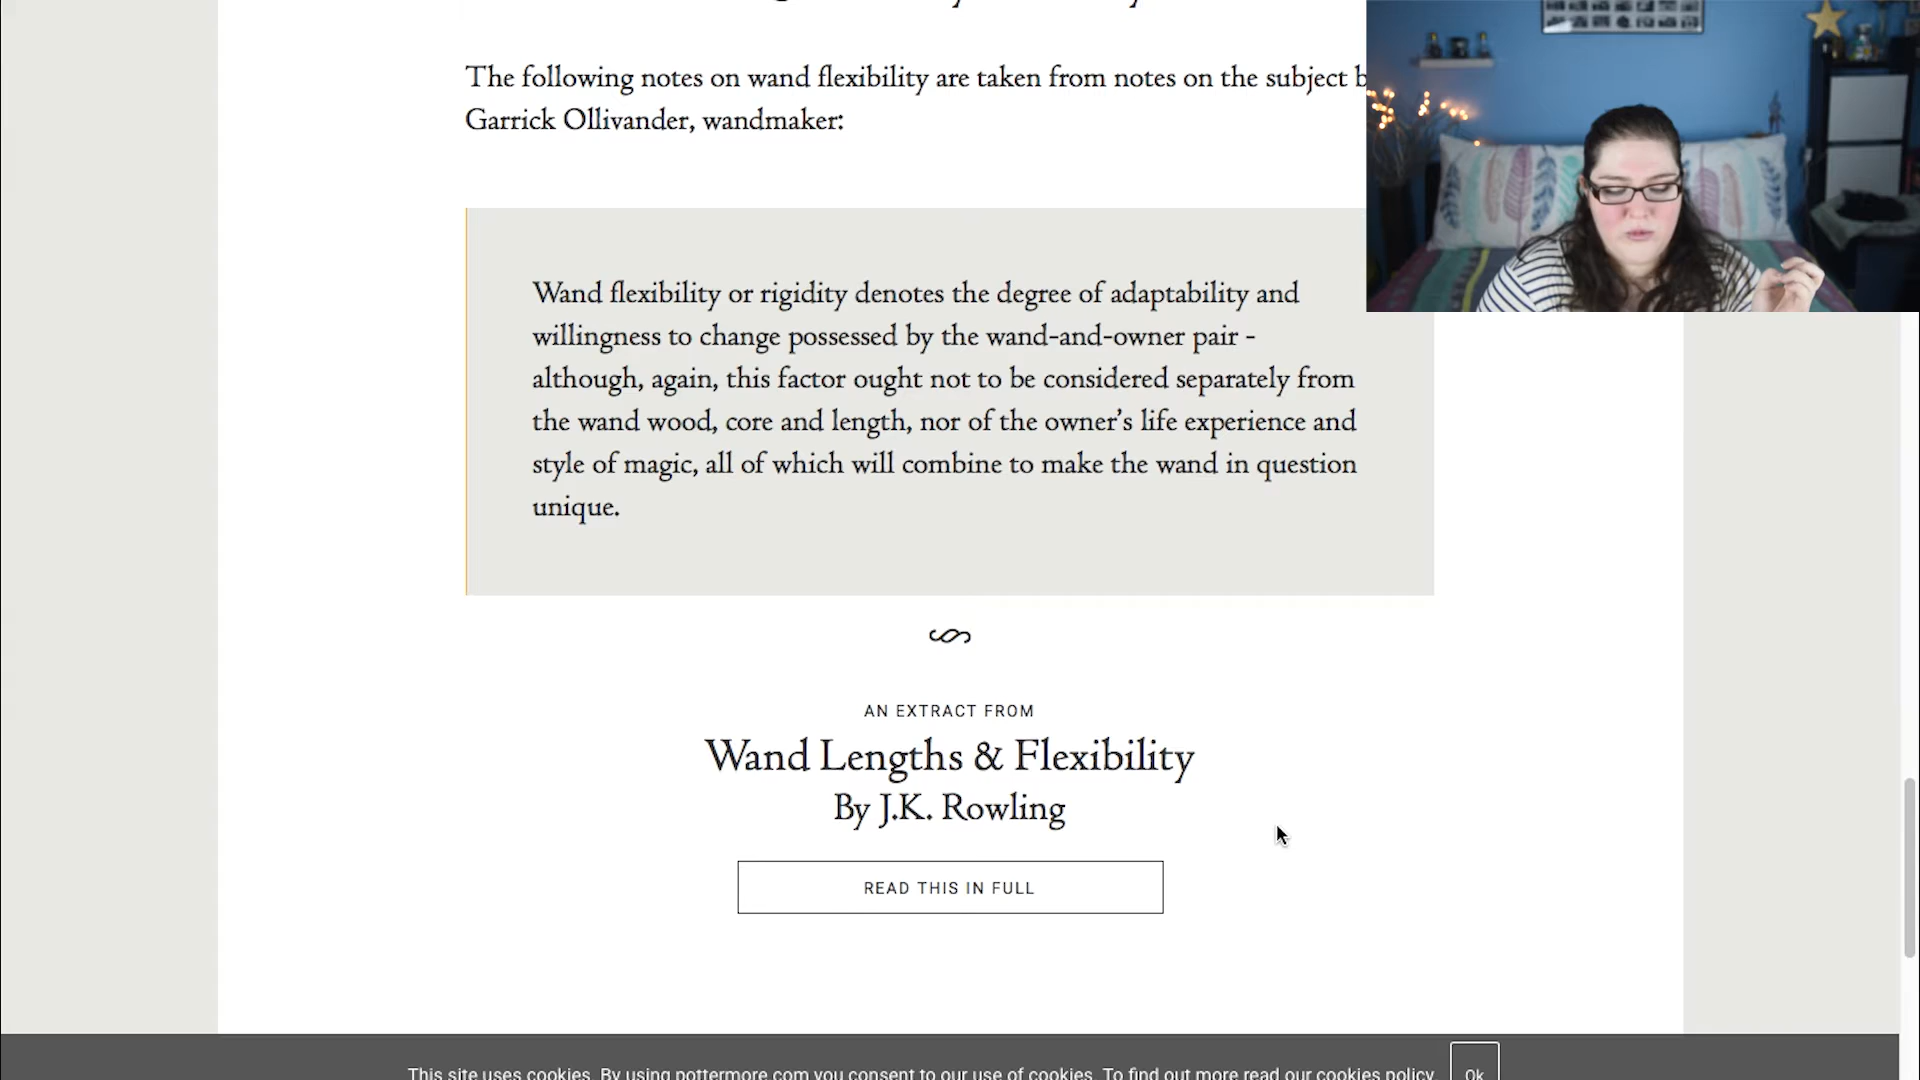 The following notes on wand flexibility are taken from notes on the subject
Garrick Ollivander, wandmaker:
Wand flexibility or rigidity denotes the degree of adaptability and
willingness to change possessed by the wand-and-owner pair -
although, again, this factor ought not to be considered separately from
the wand wood, core and length, nor of the owner’s life experience and
style of magic, all of which will combine to make the wand in question
unique.
AN EXTRACT FROM
Wand Lengths & Flexibility
By J.K. Rowling
READ THIS IN FULL
This site uses cookies. By using pottermore.com you consent to our use of cookies. To find out more read our cookies policy
Ok